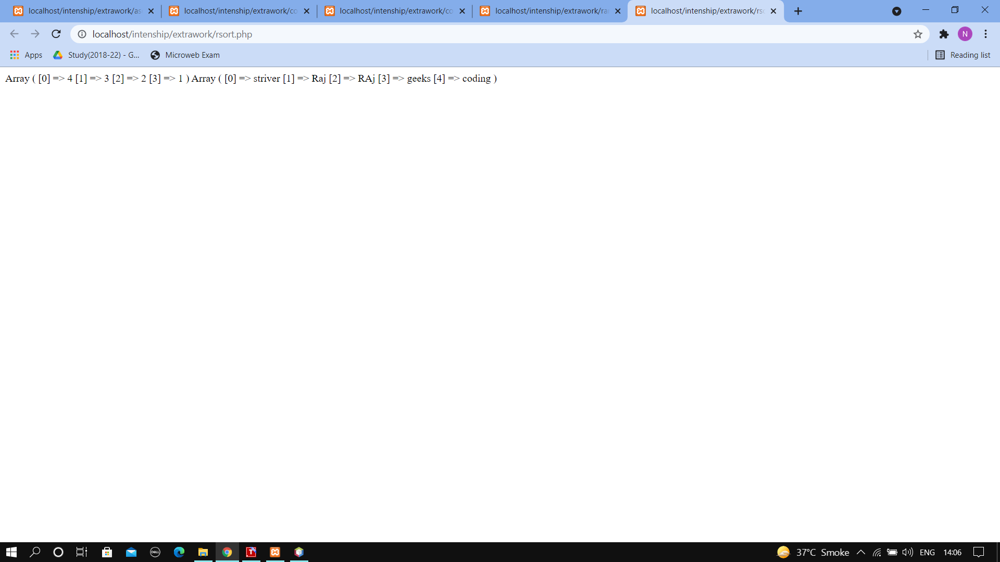 localhost/intenship/extrawork/as localhost/intenship/extrawork/co localhost/intenship/extrawork/co localhost/intenship/extrawork/ra localhost/intenship/extrawork/rso
localhost/intenship/extrawork/rsort.php N
Apps Study(2018-22) - G... Microweb Exam Reading list
Array ( [0] => 4 [1] => 3 [2] => 2 [3] => 1 ) Array ( [0] => striver [1] => Raj [2] => RAj [3] => geeks [4] => coding )
DELL T 37°C Smoke ENG 14:06